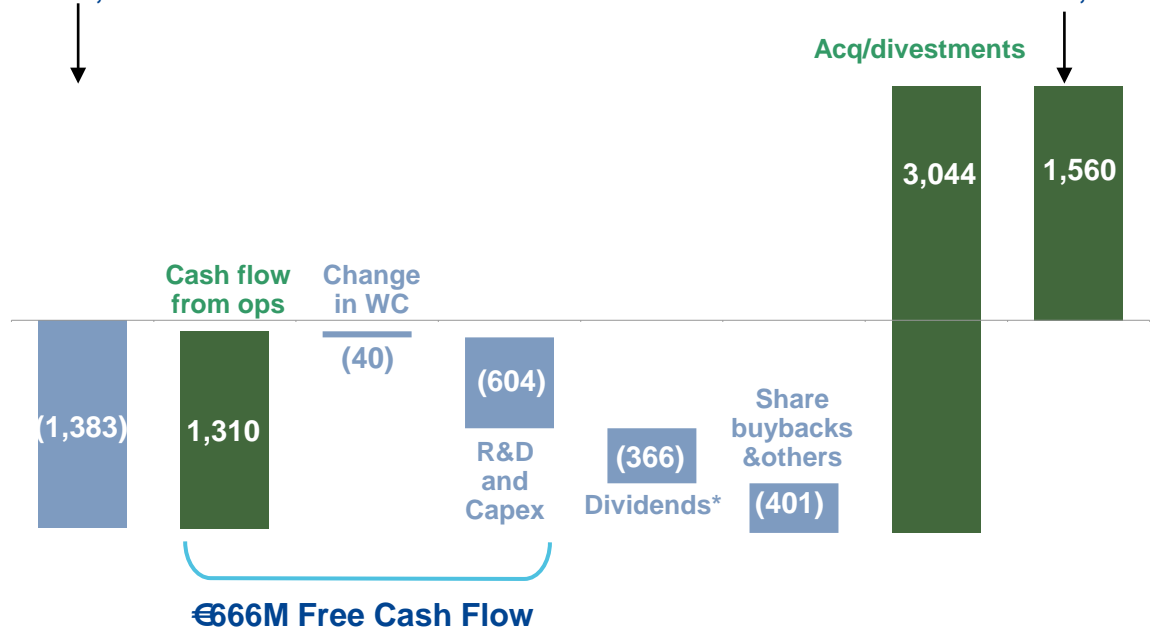 Acq/divestments
3,044
1,560
Cash flow
from ops
Change
in WC
(40)
(1,383)
1,310
(604)
R&D
and
Capex
(366)
Dividends*
Share
buybacks
&others
(401)
€666M Free Cash Flow